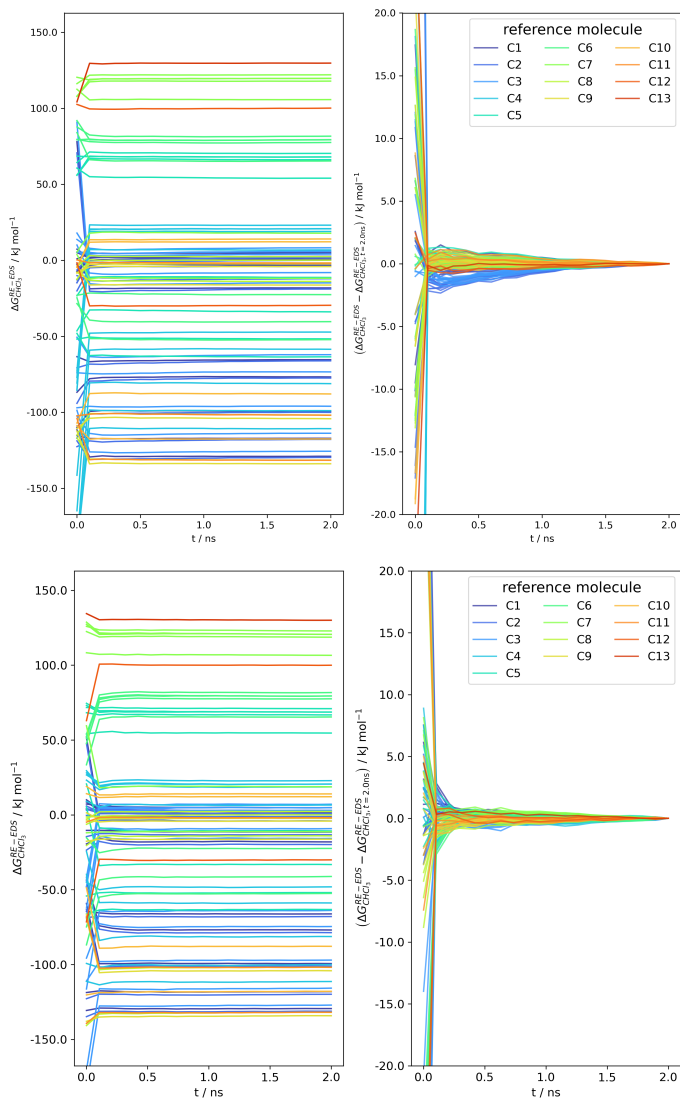 150.0
100.0
50.0
0.0
-50.0
-100.0
-150.0
ΔG^{RE−EDS}_{CHCl_3} / kJ mol^{−1}
0.0 0.5 1.0 1.5 2.0
t / ns
20.0
15.0
10.0
5.0
0.0
-5.0
-10.0
-15.0
-20.0
(ΔG^{RE−EDS}_{CHCl_3} − ΔG^{RE−EDS}_{CHCl_3, t = 2.0ns}) / kJ mol^{−1}
0.0 0.5 1.0 1.5 2.0
t / ns
reference molecule
C1 C6 C10
C2 C7 C11
C3 C8 C12
C4 C9 C13
C5
150.0
100.0
50.0
0.0
-50.0
-100.0
-150.0
ΔG^{RE−EDS}_{CHCl_3} / kJ mol^{−1}
0.0 0.5 1.0 1.5 2.0
t / ns
20.0
15.0
10.0
5.0
0.0
-5.0
-10.0
-15.0
-20.0
(ΔG^{RE−EDS}_{CHCl_3} − ΔG^{RE−EDS}_{CHCl_3, t = 2.0ns}) / kJ mol^{−1}
0.0 0.5 1.0 1.5 2.0
t / ns
reference molecule
C1 C6 C10
C2 C7 C11
C3 C8 C12
C4 C9 C13
C5